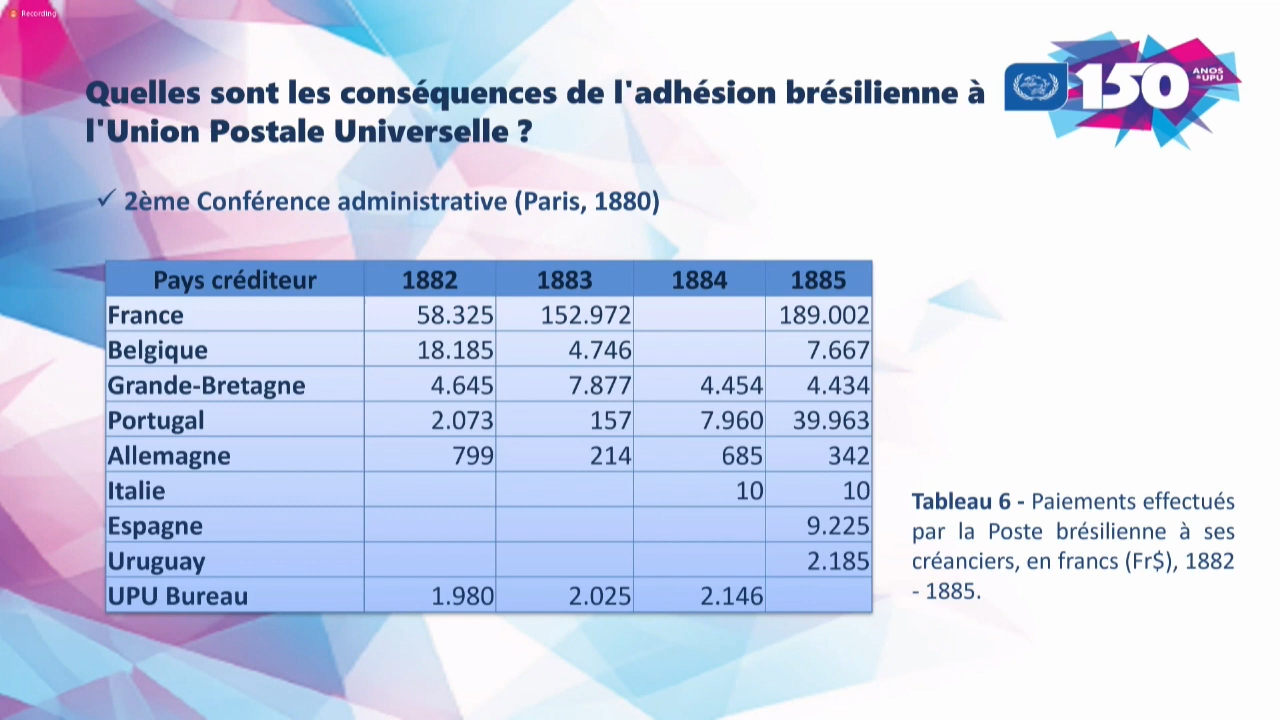 Recording
Quelles sont les conséquences de l'adhésion brésilienne à
l'Union Postale Universelle ?
150 ANOS
UPU
✓ 2ème Conférence administrative (Paris, 1880)
Pays créditeur 1882 1883 1884 1885
France 58.325 152.972 189.002
Belgique 18.185 4.746 7.667
Grande-Bretagne 4.645 7.877 4.454 4.434
Portugal 2.073 157 7.960 39.963
Allemagne 799 214 685 342
Italie 10 10
Espagne 9.225
Uruguay 2.185
UPU Bureau 1.980 2.025 2.146
Tableau 6 - Paiements effectués
par la Poste brésilienne à ses
créanciers, en francs (Fr$), 1882
- 1885.